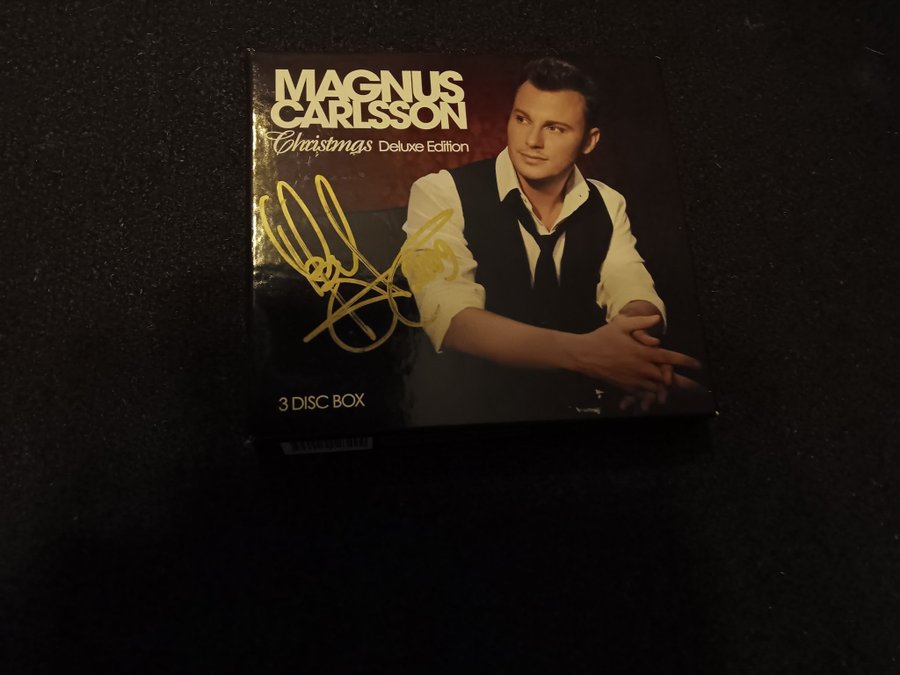 MAGNUS
CARLSSON
Christmas Deluxe Edition
3 DISC BOX